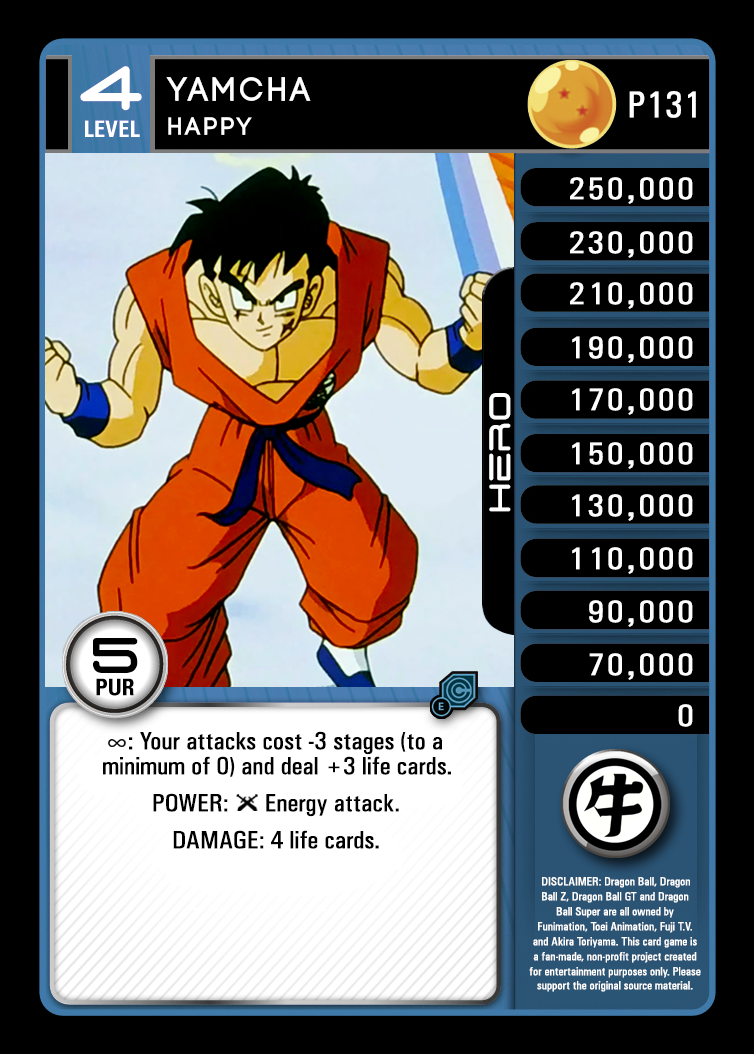 4
LEVEL
YAMCHA
HAPPY
P131
250,000
230,000
210,000
190,000
170,000
150,000
130,000
110,000
90,000
70,000
0
HERO
5
PUR
E
∞: Your attacks cost -3 stages (to a
minimum of 0) and deal +3 life cards.
POWER: Energy attack.
DAMAGE: 4 life cards.
牛
DISCLAIMER: Dragon Ball, Dragon
Ball Z, Dragon Ball GT and Dragon
Ball Super are all owned by
Funimation, Toei Animation, Fuji T.V.
and Akira Toriyama. This card game is
a fan-made, non-profit project created
for entertainment purposes only. Please
support the original source material.